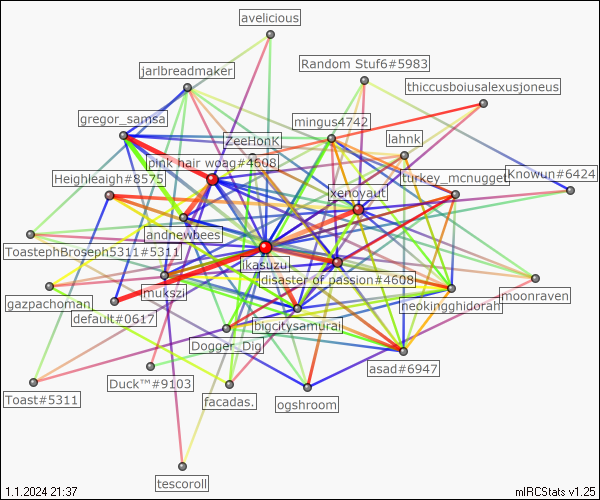 avelicious
Random Stuf6#5983
jarlbreadmaker
thiccusboiusalexusjoneus
gregor_samsa
mingus4742
ZeeHonK
lahnk
pink hair woag#4608
Heighleaigh#8575
turkey_mcnugget
Knowun#6424
xenoyaut
andnewbees
ToastephBroseph5311#5311
ikasuzu
disaster of passion#4608
mukszi
gazpachoman
default#0617
moonraven
neokingghidorah
bigcitysamurai
Dogger_Dig
asad#6947
Duck™#9103
Toast#5311
facadas.
ogshroom
tescoroll
1.1.2024 21:37
mIRCStats v1.25